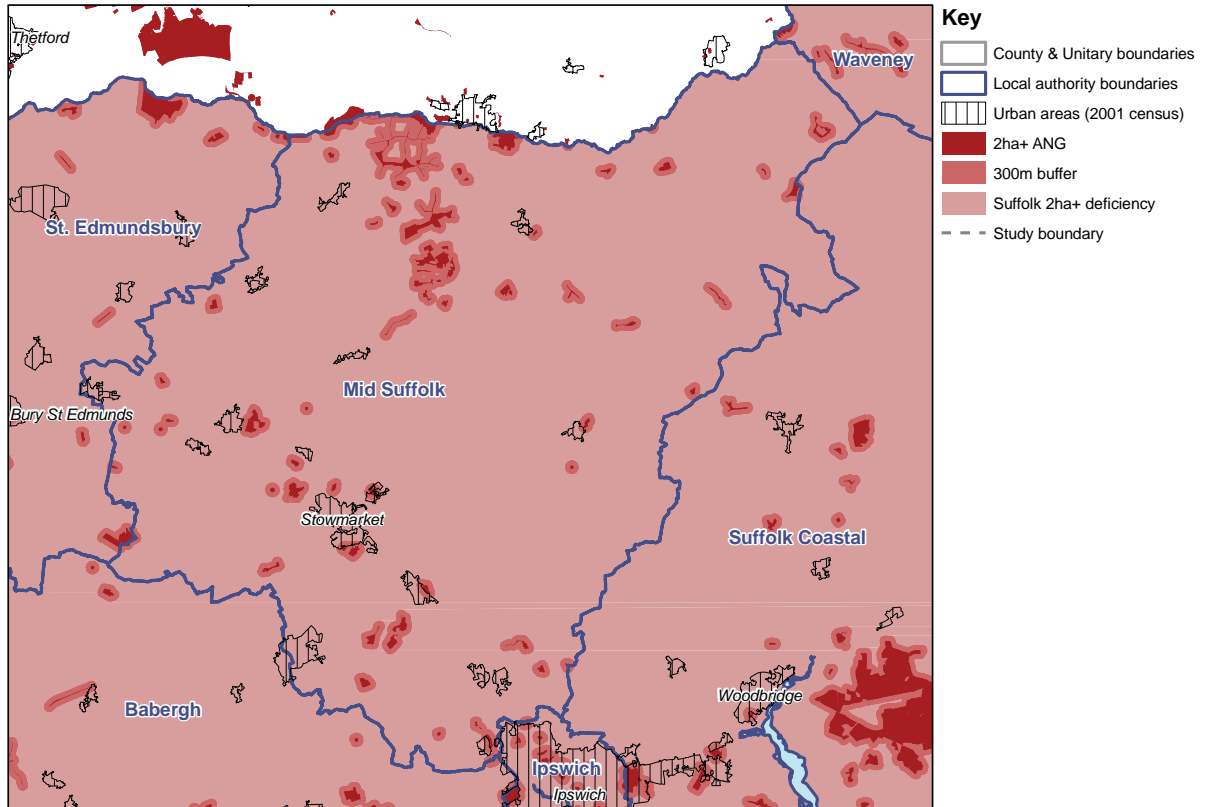 Thetford
Waveney
St. Edmundsbury
Mid Suffolk
Bury St Edmunds
Stowmarket
Suffolk Coastal
Babergh
Woodbridge
Ipswich
Ipswich
Key
County & Unitary boundaries
Local authority boundaries
Urban areas (2001 census)
2ha+ ANG
300m buffer
Suffolk 2ha+ deficiency
Study boundary